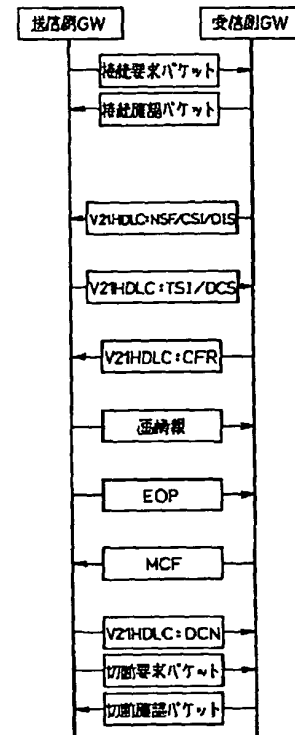 送信側GW
受信側GW
接続要求パケット
接続確認パケット
V21HDLC:NSF/CSI/DIS
V21HDLC:TSI/DCS
V21HDLC:CFR
画情報
EOP
MCF
V21HDLC:DCN
切断要求パケット
切断確認パケット